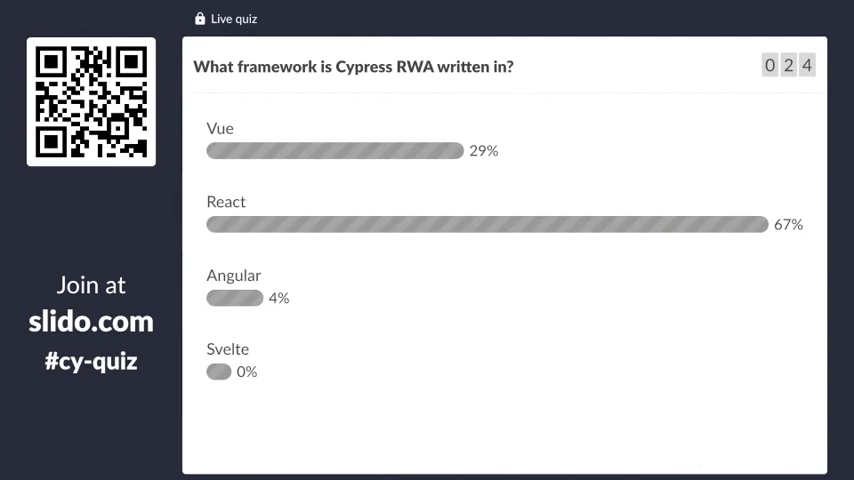 Live quiz
What framework is Cypress RWA written in?
024
Vue
29%
React
67%
Angular
4%
Svelte
0%
Join at
slido.com
#cy-quiz